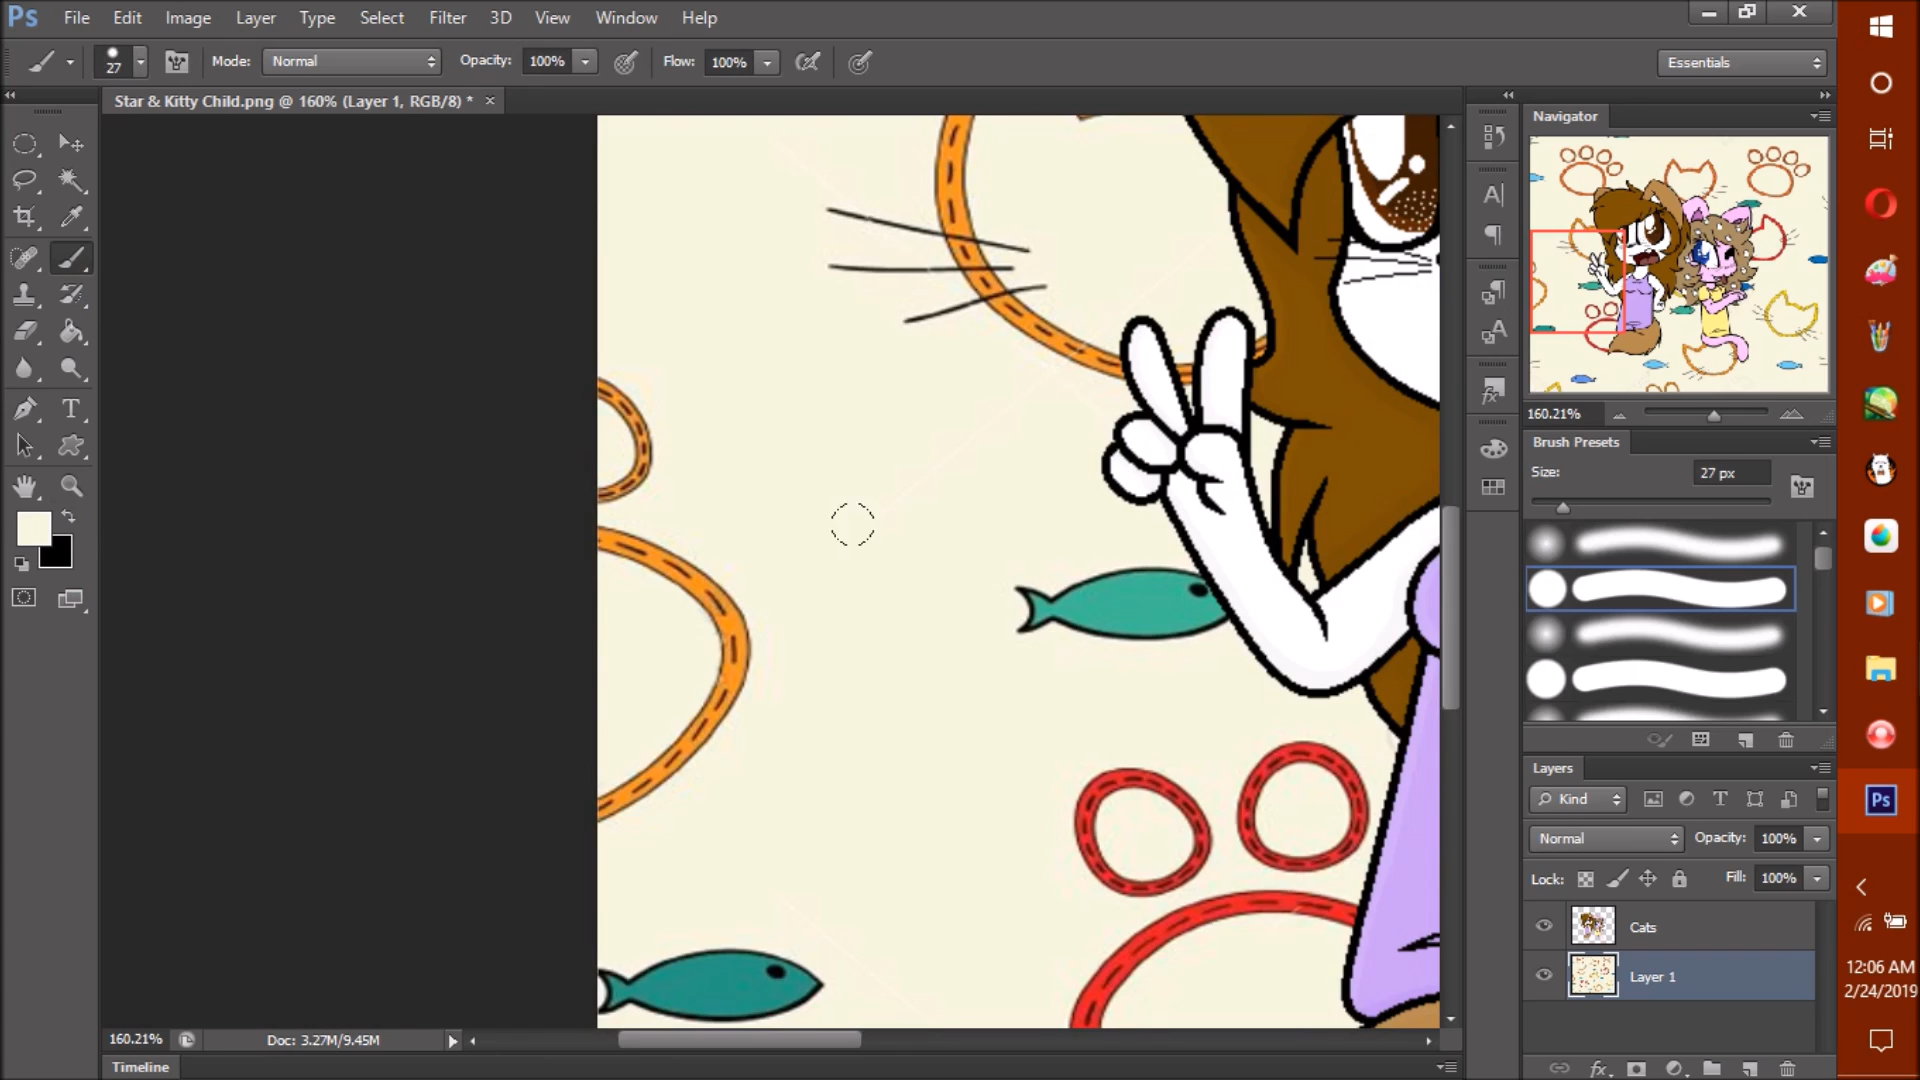 Ps File Edit Image Layer Type Select Filter 3D View Window Help
27 Mode: Normal Opacity: 100% Flow: 100% Essentials
Star & Kitty Child.png @ 160% (Layer 1, RGB/8) *
Navigator
160.21%
Brush Presets
Size: 27 px
Layers
Kind
Normal Opacity: 100%
Lock: Fill: 100%
Cats
Layer 1
160.21% Doc: 3.27M/9.45M
Timeline
Ps
12:06 AM
2/24/2019